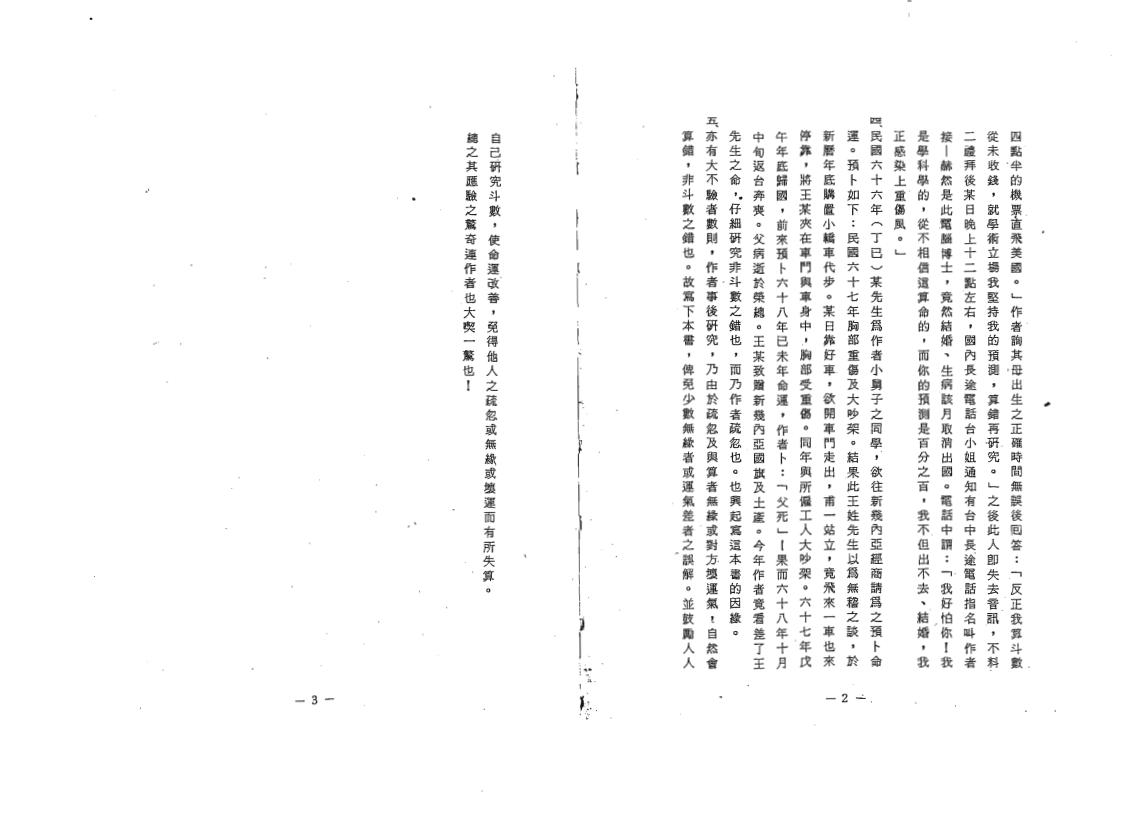 四點半的機票直飛美國。」作者詢其母出生之正確時間無誤後回答：「反正我算斗數
從未收錢，就學術立場我堅持我的預測，算錯再研究。」之後此人卽失去音訊，不料
二禮拜後某日晚上十二點左右，國內長途電話台小姐通知有台中長途電話指名叫作者
接—赫然是此電腦博士，竟然結婚、生病該月取消出國。電話中謂：「我好怕你！我
是學科學的，從不相信這算命的，而你的預測是百分之百，我不但出不去、結婚，我
正感染上重傷風。」
四、民國六十六年（丁已）某先生爲作者小舅子之同學，欲往新幾內亞經商請爲之預卜命
運。預卜如下：民國六十七年胸部重傷及大吵架。結果此王姓先生以爲無稽之談，於
新曆年底購置小轎車代步。某日靠好車，欲開車門走出，甫一站立，竟飛來一車也來
停靠，將王某夾在車門與車身中，胸部受重傷。同年與所僱工人大吵架。六十七年戊
午年底歸國，前來預卜六十八年已未年命運，作者卜：「父死」！果而六十八年十月
中旬返台奔喪。父病逝於榮總。王某致贈新幾內亞國旗及土產。今年作者竟看差了王
先生之命，仔細研究非斗數之錯也，而乃作者疏忽也。也興起寫這本書的因緣。
五、亦有大不驗者數則，作者事後研究，乃由於疏忽及與算者無緣或對方壞運氣！自然會
算錯，非斗數之錯也。故寫下本書，俾免少數無緣者或運氣差者之誤解。並鼓勵人人
— 2 —
自己研究斗數，使命運改善，免得他人之疏忽或無緣或壞運而有所失算。
總之其應驗之驚奇連作者也大喫一驚也！
— 3 —